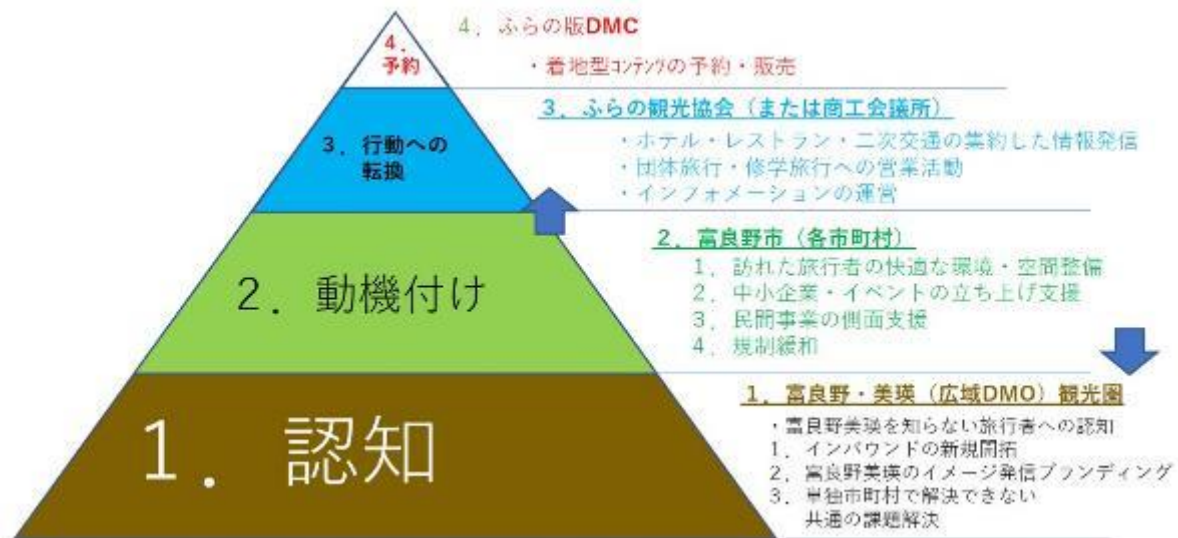 4．
予約
4．ふらの版DMC
・着地型ｺﾝﾃﾝﾂの予約・販売
3．行動への
転換
3．ふらの観光協会（または商工会議所）
・ホテル・レストラン・二次交通の集約した情報発信
・団体旅行・修学旅行への営業活動
・インフォメーションの運営
2．動機付け
2．富良野市（各市町村）
1．訪れた旅行者の快適な環境・空間整備
2．中小企業・イベントの立ち上げ支援
3．民間事業の側面支援
4．規制緩和
1．認知
1．富良野・美瑛（広域DMO）観光圏
・富良野美瑛を知らない旅行者への認知
1．インバウンドの新規開拓
2．富良野美瑛のイメージ発信ブランディング
3．単独市町村で解決できない
共通の課題解決